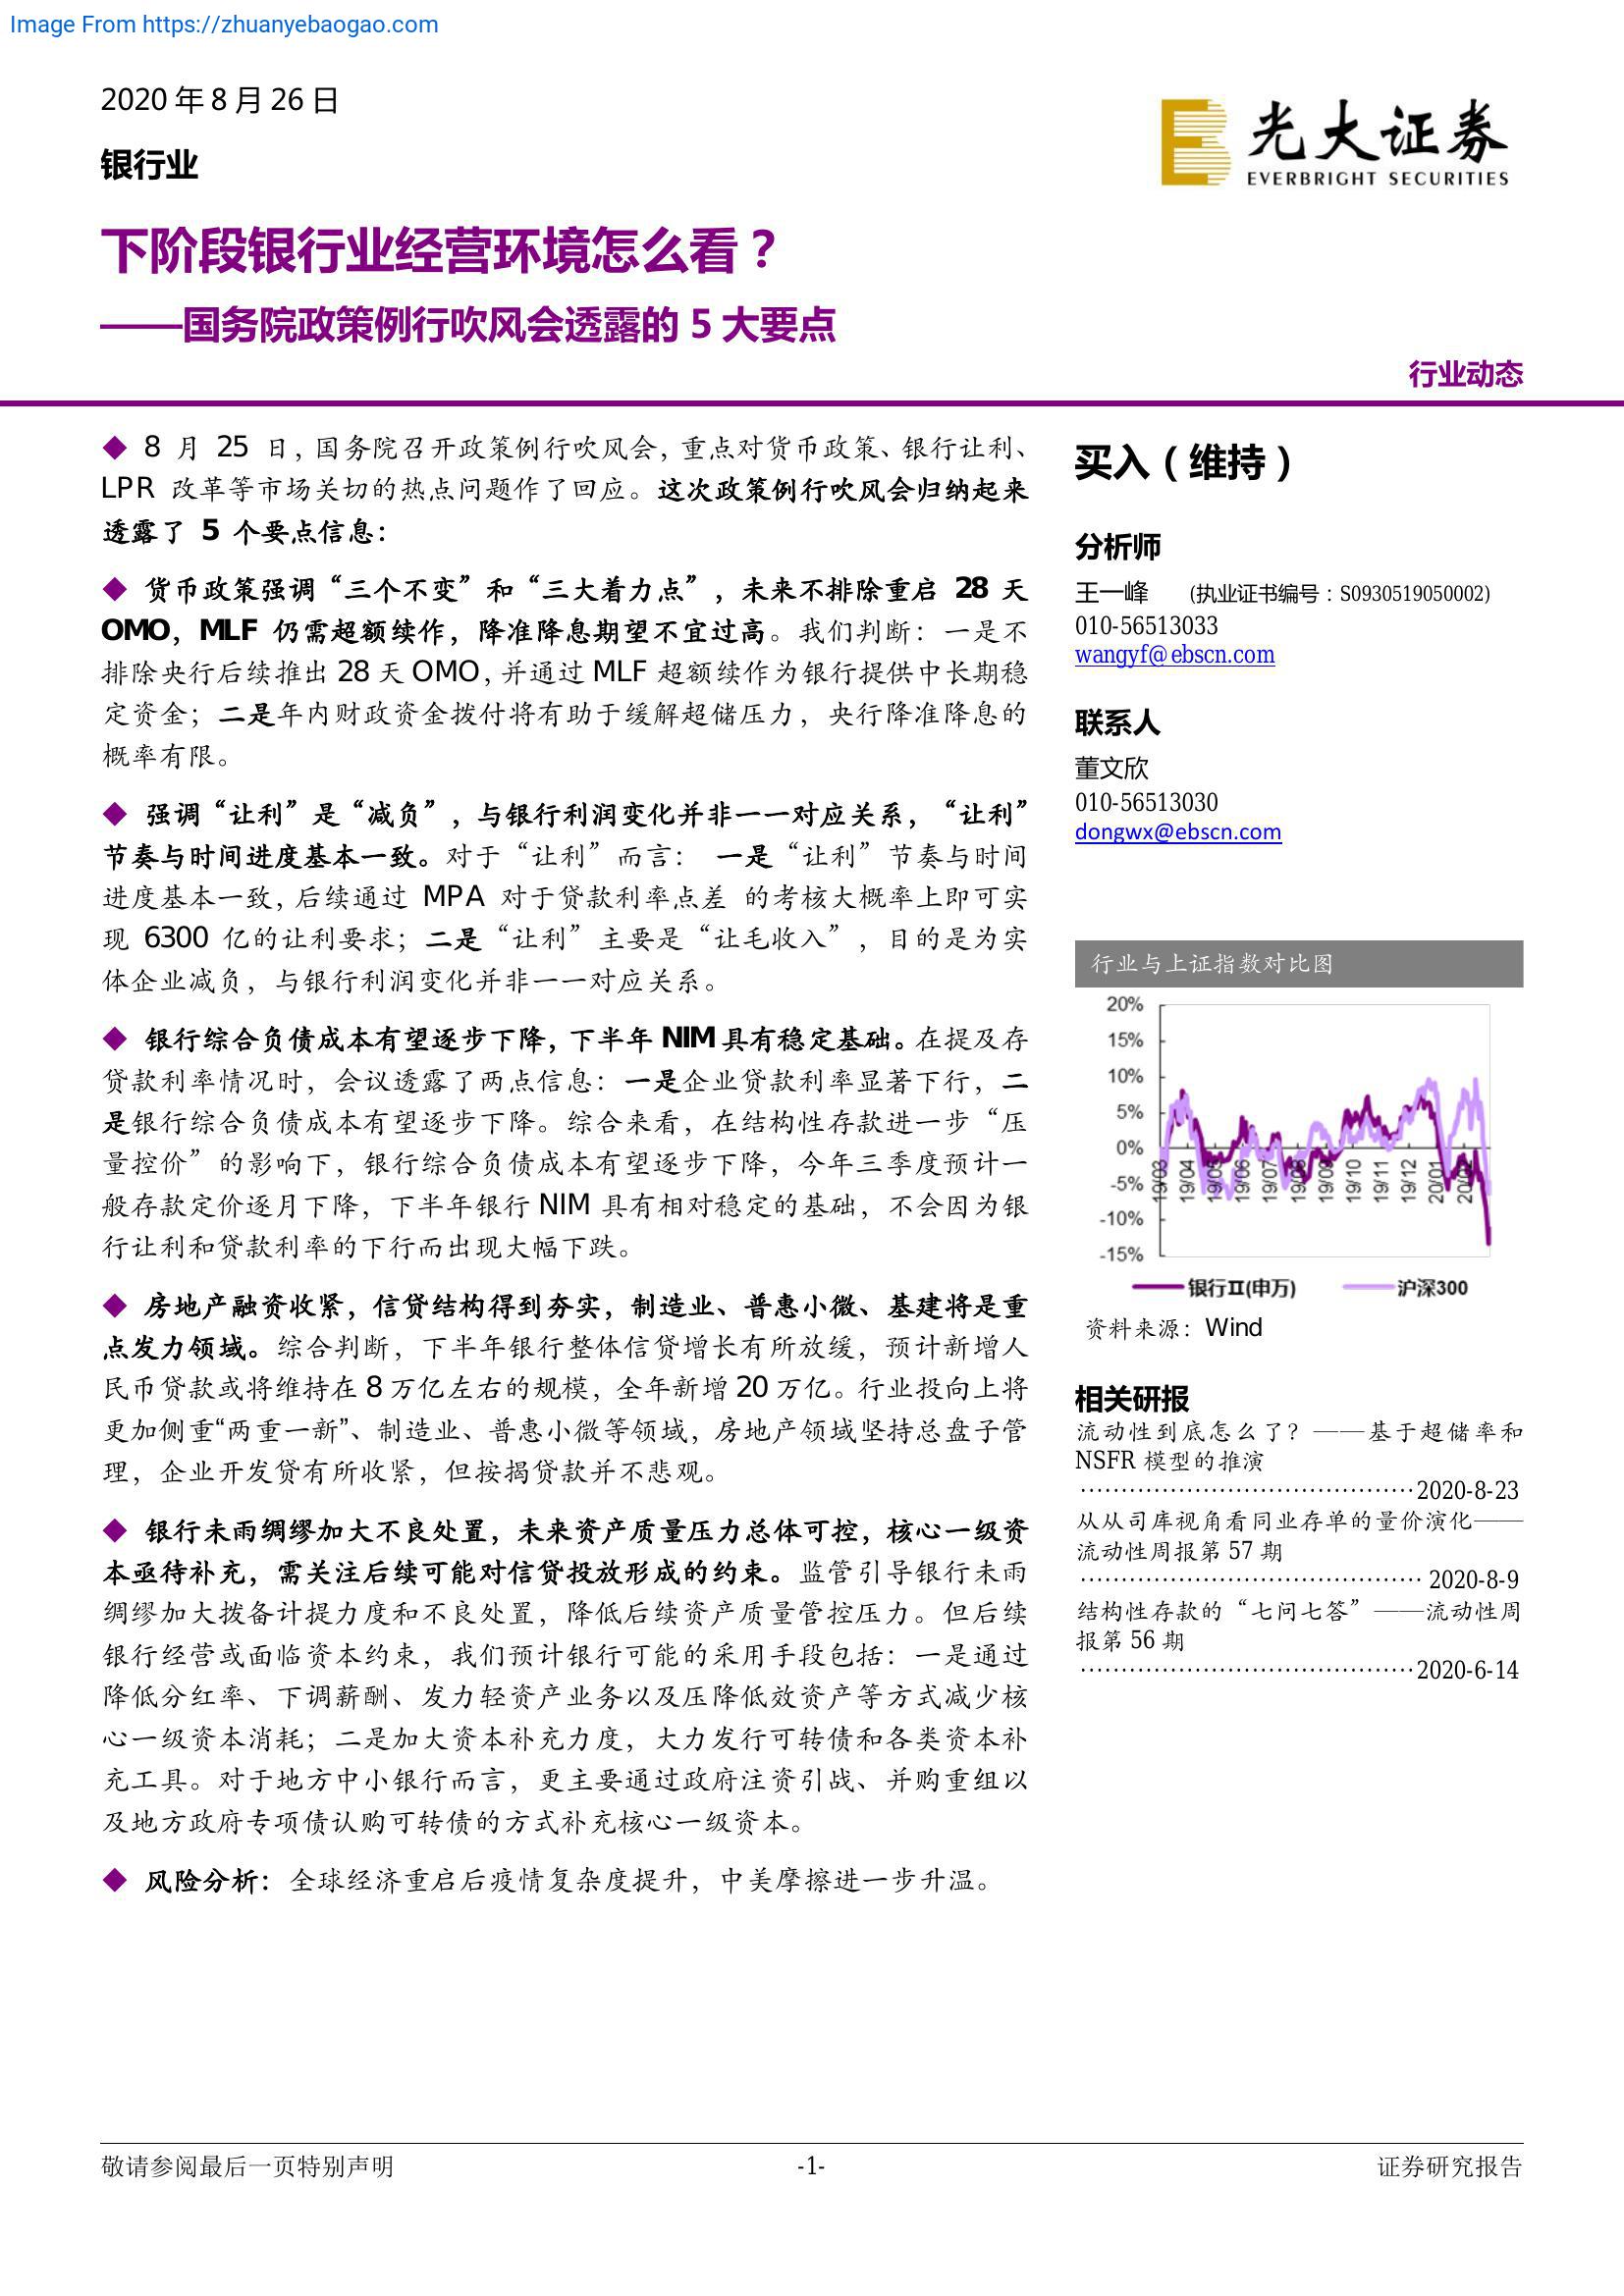 Image From https://zhuanyebaogao.com
2020 年 8 月 26 日
银行业
光大证券
EVERBRIGHT SECURITIES
下阶段银行业经营环境怎么看？
——国务院政策例行吹风会透露的 5 大要点
行业动态
◆ 8 月 25 日，国务院召开政策例行吹风会，重点对货币政策、银行让利、
LPR 改革等市场关切的热点问题作了回应。这次政策例行吹风会归纳起来
透露了 5 个要点信息：
◆ 货币政策强调“三个不变”和“三大着力点”，未来不排除重启 28 天
OMO，MLF 仍需超额续作，降准降息期望不宜过高。我们判断：一是不
排除央行后续推出 28 天 OMO，并通过 MLF 超额续作为银行提供中长期稳
定资金；二是年内财政资金拨付将有助于缓解超储压力，央行降准降息的
概率有限。
◆ 强调“让利”是“减负”，与银行利润变化并非一一对应关系，“让利”
节奏与时间进度基本一致。对于“让利”而言： 一是“让利”节奏与时间
进度基本一致，后续通过 MPA 对于贷款利率点差 的考核大概率上即可实
现 6300 亿的让利要求；二是“让利”主要是“让毛收入”，目的是为实
体企业减负，与银行利润变化并非一一对应关系。
◆ 银行综合负债成本有望逐步下降，下半年 NIM 具有稳定基础。在提及存
贷款利率情况时，会议透露了两点信息：一是企业贷款利率显著下行，二
是银行综合负债成本有望逐步下降。综合来看，在结构性存款进一步“压
量控价”的影响下，银行综合负债成本有望逐步下降，今年三季度预计一
般存款定价逐月下降，下半年银行 NIM 具有相对稳定的基础，不会因为银
行让利和贷款利率的下行而出现大幅下跌。
◆ 房地产融资收紧，信贷结构得到夯实，制造业、普惠小微、基建将是重
点发力领域。综合判断，下半年银行整体信贷增长有所放缓，预计新增人
民币贷款或将维持在 8 万亿左右的规模，全年新增 20 万亿。行业投向上将
更加侧重“两重一新”、制造业、普惠小微等领域，房地产领域坚持总盘子管
理，企业开发贷有所收紧，但按揭贷款并不悲观。
◆ 银行未雨绸缪加大不良处置，未来资产质量压力总体可控，核心一级资
本亟待补充，需关注后续可能对信贷投放形成的约束。监管引导银行未雨
绸缪加大拨备计提力度和不良处置，降低后续资产质量管控压力。但后续
银行经营或面临资本约束，我们预计银行可能的采用手段包括：一是通过
降低分红率、下调薪酬、发力轻资产业务以及压降低效资产等方式减少核
心一级资本消耗；二是加大资本补充力度，大力发行可转债和各类资本补
充工具。对于地方中小银行而言，更主要通过政府注资引战、并购重组以
及地方政府专项债认购可转债的方式补充核心一级资本。
◆ 风险分析：全球经济重启后疫情复杂度提升，中美摩擦进一步升温。
买入（维持）
分析师
王一峰 (执业证书编号：S0930519050002)
010-56513033
wangyf@ebscn.com
联系人
董文欣
010-56513030
dongwx@ebscn.com
行业与上证指数对比图
20%
15%
10%
5%
0%
-5%
-10%
-15%
19/03 19/04 19/05 19/06 19/07 19/08 19/09 19/10 19/11 19/12 20/01
银行II(申万) 沪深300
资料来源：Wind
相关研报
流动性到底怎么了？——基于超储率和
NSFR 模型的推演
········································2020-8-23
从从司库视角看同业存单的量价演化——
流动性周报第 57 期
········································· 2020-8-9
结构性存款的“七问七答”——流动性周
报第 56 期
········································2020-6-14
敬请参阅最后一页特别声明 -1- 证券研究报告